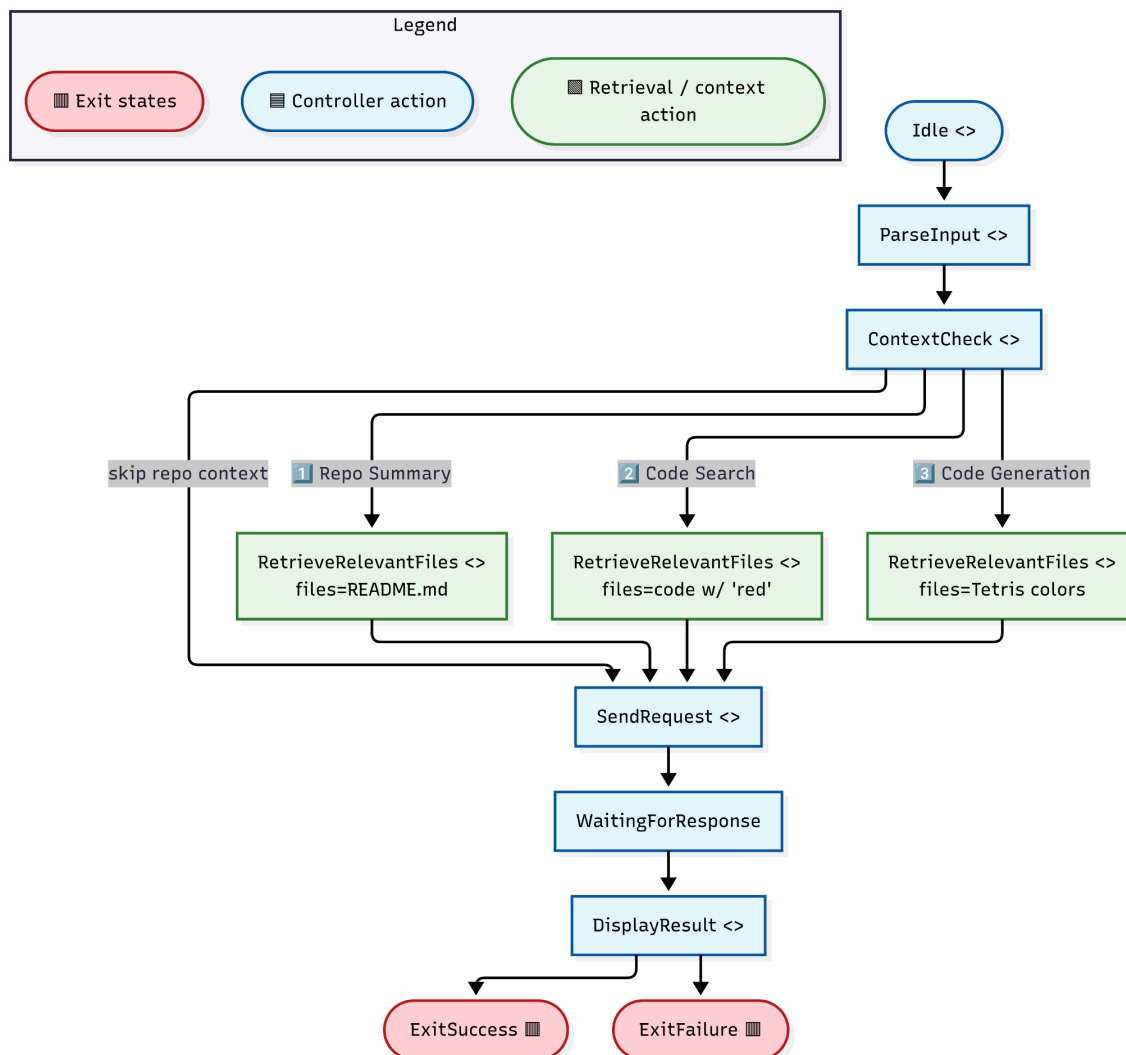 Legend
▥ Exit states
▤ Controller action
▧ Retrieval / context
action
Idle <>
ParseInput <>
ContextCheck <>
skip repo context
1️⃣ Repo Summary
2️⃣ Code Search
3️⃣ Code Generation
RetrieveRelevantFiles <>
files=README.md
RetrieveRelevantFiles <>
files=code w/ 'red'
RetrieveRelevantFiles <>
files=Tetris colors
SendRequest <>
WaitingForResponse
DisplayResult <>
ExitSuccess ▥
ExitFailure ▥